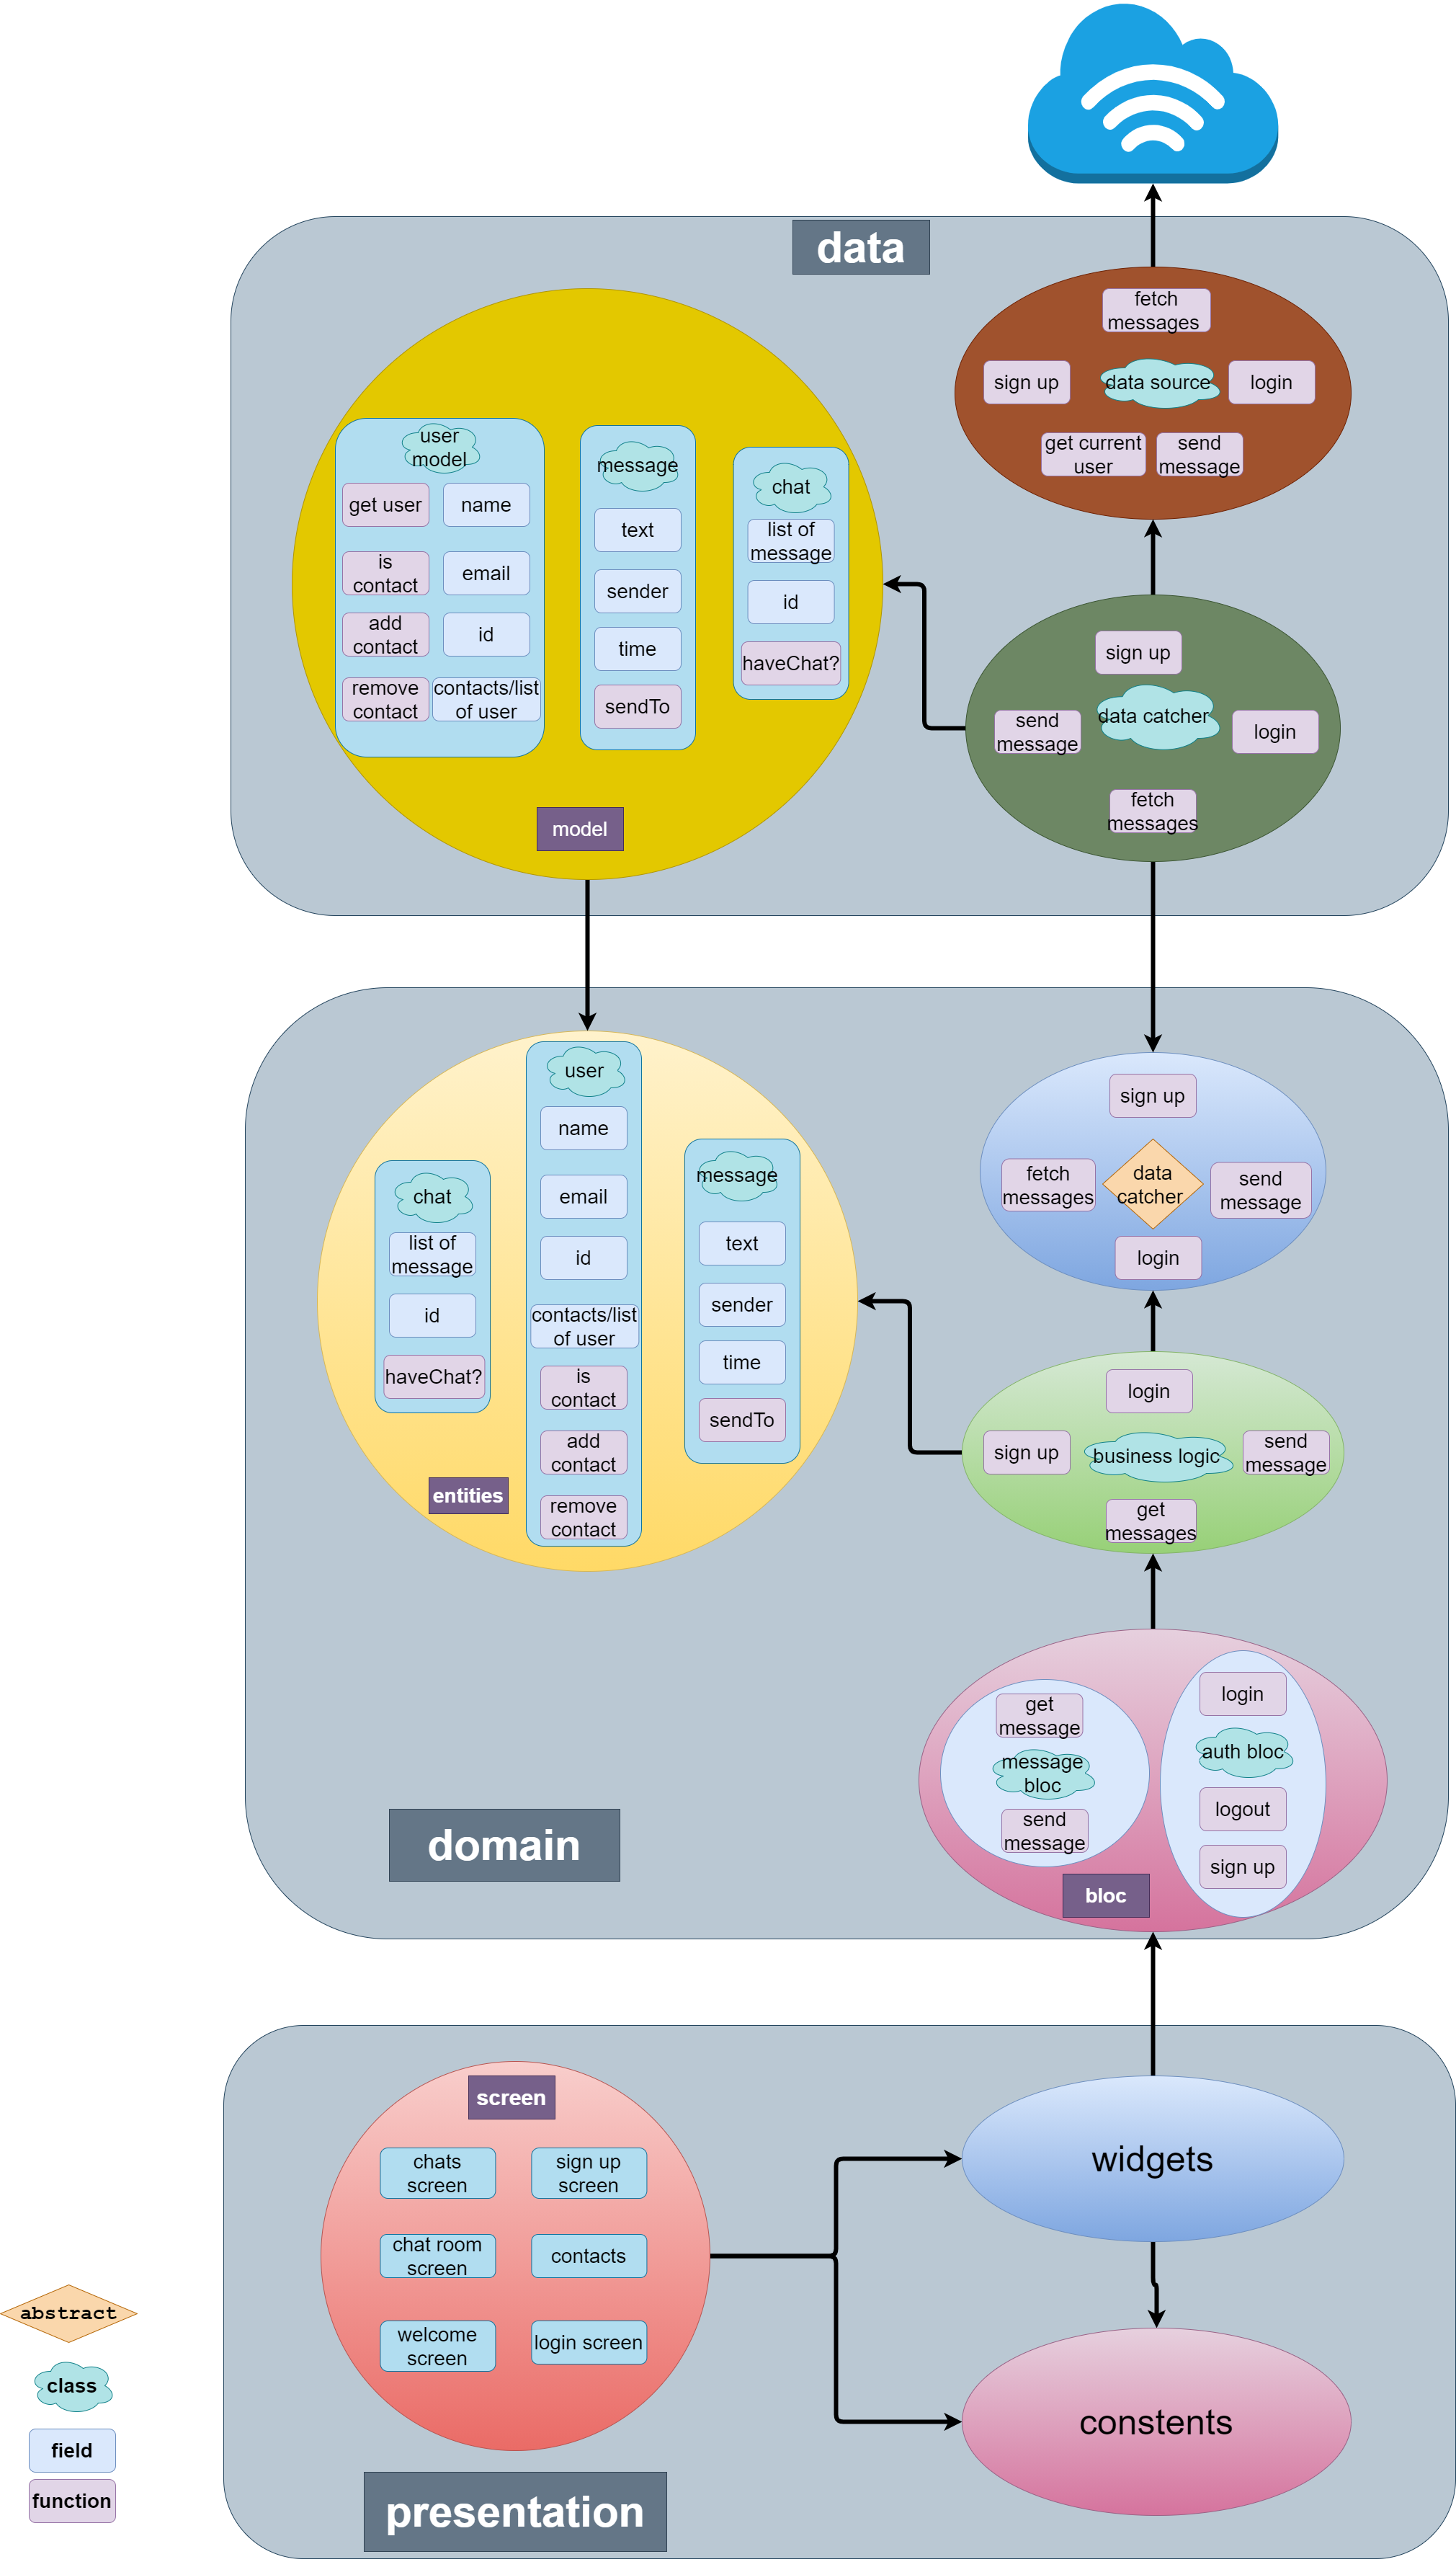 data
fetch
messages
sign up
data source
login
get current
user
send
message
user
model
get user
name
is
contact
email
add
contact
id
remove
contact
contacts/list
of user
message
text
sender
time
sendTo
chat
list of
message
id
haveChat?
model
sign up
send
message
data catcher
login
fetch
messages
user
name
email
id
contacts/list
of user
is
contact
add
contact
remove
contact
chat
list of
message
id
haveChat?
message
text
sender
time
sendTo
entities
sign up
fetch
messages
data
catcher
send
message
login
login
sign up
business logic
send
message
get
messages
get
message
message
bloc
send
message
login
auth bloc
logout
sign up
bloc
domain
screen
chats
screen
sign up
screen
chat room
screen
contacts
welcome
screen
login screen
widgets
constents
presentation
abstract
class
field
function